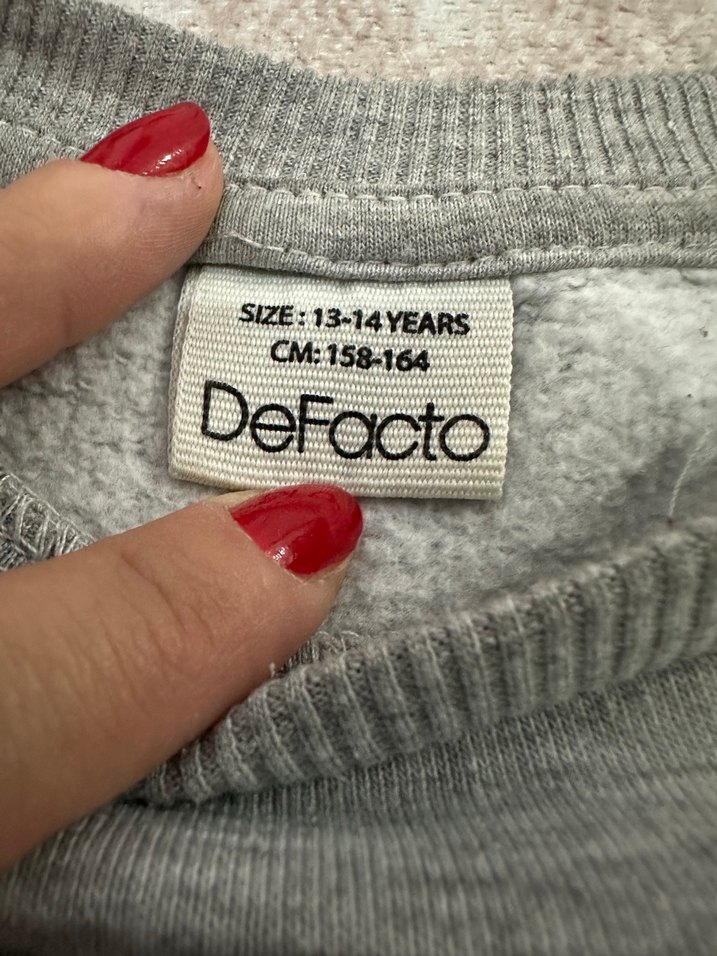 SIZE: 13-14 YEARS
CM: 158-164
DeFacto